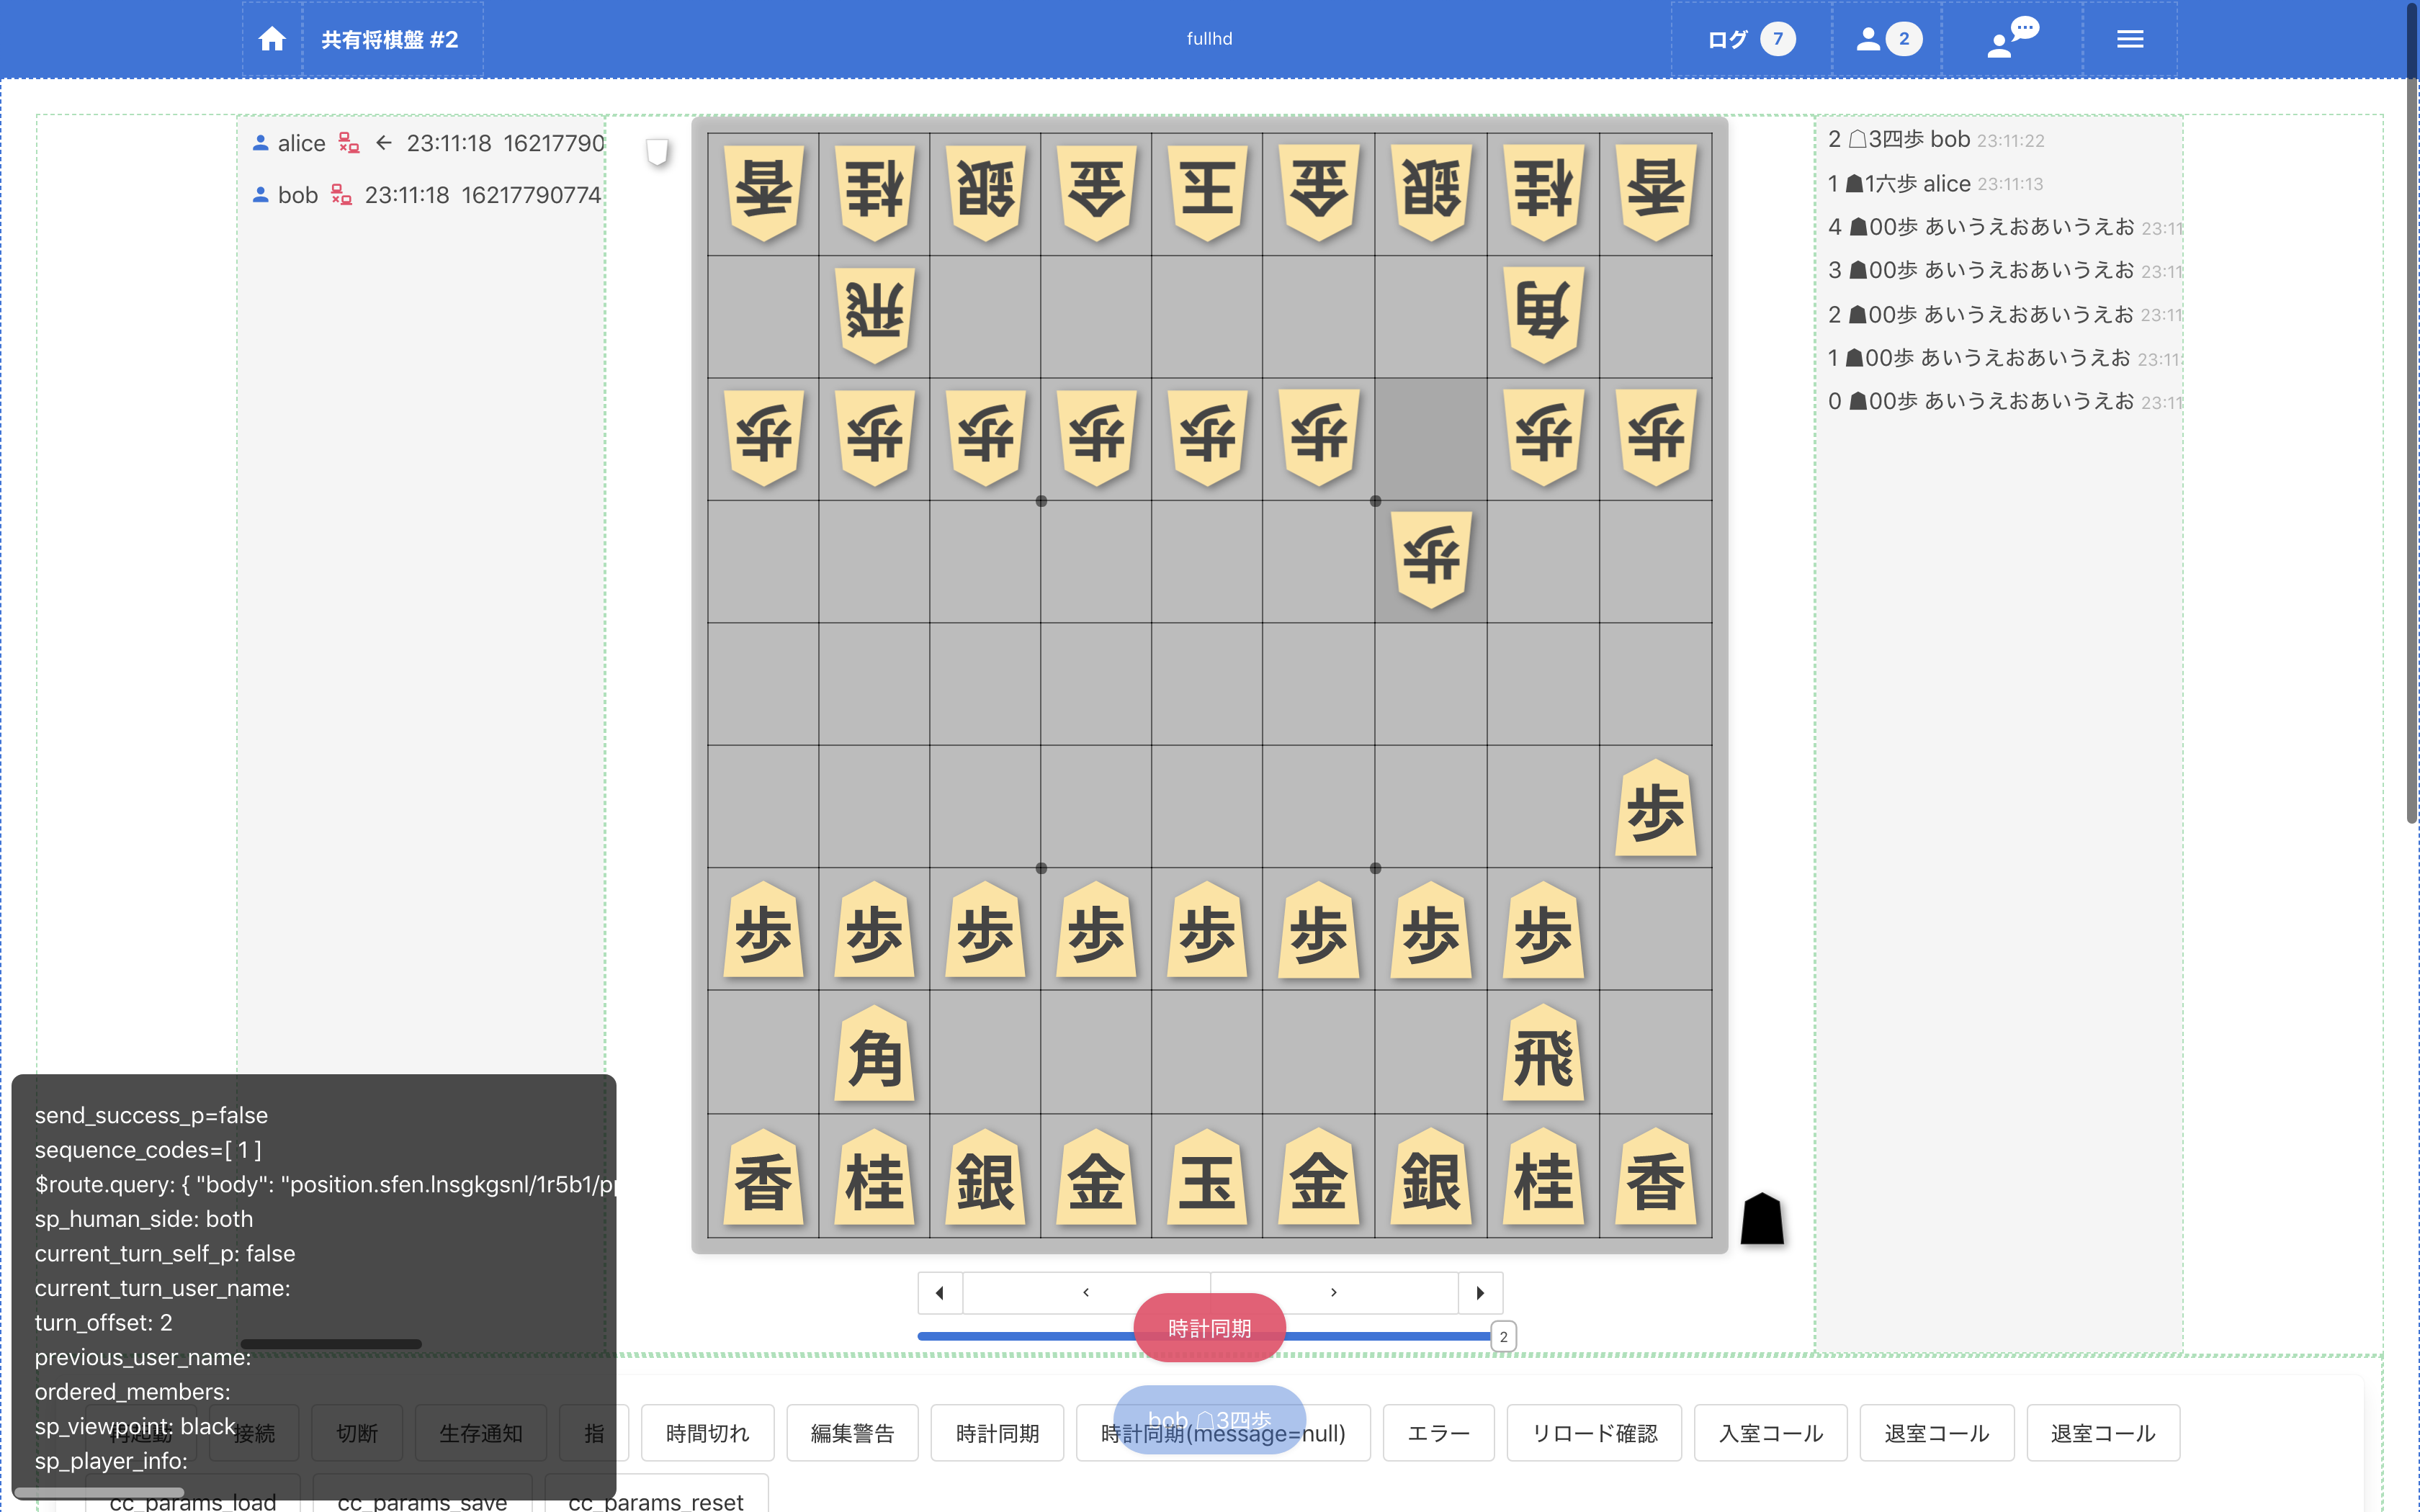 共有将棋盤 #2
fullhd
ログ 7
2
alice ← 23:11:18 16217790
bob 23:11:18 16217790774
2 ☖3四歩 bob 23:11:22
1 ☗1六歩 alice 23:11:13
4 ☗00歩 あいうえおあいうえお 23:11
3 ☗00歩 あいうえおあいうえお 23:11
2 ☗00歩 あいうえおあいうえお 23:11
1 ☗00歩 あいうえおあいうえお 23:11
0 ☗00歩 あいうえおあいうえお 23:11
香 桂 銀 金 玉 金 銀 桂 香
飛 角
歩 歩 歩 歩 歩 歩 歩 歩
歩
歩
歩 歩 歩 歩 歩 歩 歩 歩
角 飛
香 桂 銀 金 玉 金 銀 桂 香
2
時計同期
bob ☖3四歩
send_success_p=false
sequence_codes=[ 1 ]
$route.query: { "body": "position.sfen.lnsgkgsnl/1r5b1/pp
sp_human_side: both
current_turn_self_p: false
current_turn_user_name:
turn_offset: 2
previous_user_name:
ordered_members:
sp_viewpoint: black
sp_player_info:
再起動 接続 切断 生存通知 指 時間切れ 編集警告 時計同期 時計同期(message=null) エラー リロード確認 入室コール 退室コール 退室コール
cc_params_load cc_params_save cc_params_reset